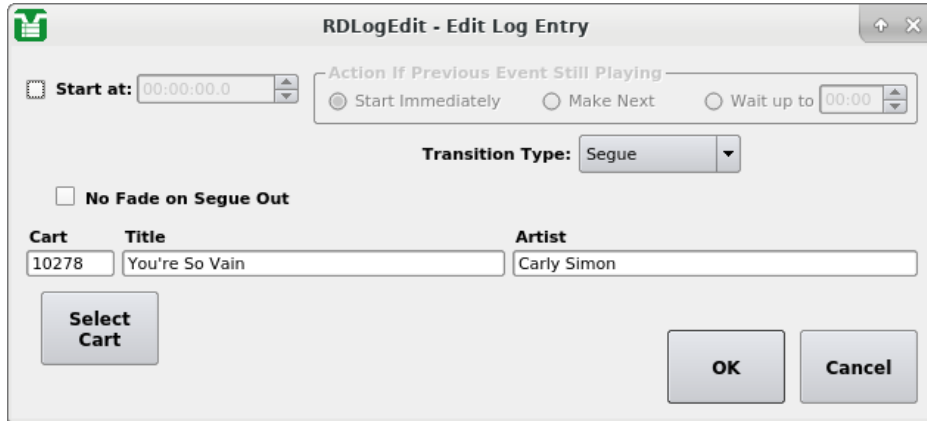 RDLogEdit - Edit Log Entry
Start at: 00:00:00.0
Action If Previous Event Still Playing
Start Immediately Make Next Wait up to 00:00
Transition Type: Segue
No Fade on Segue Out
Cart Title Artist
10278 You're So Vain Carly Simon
Select
Cart
OK Cancel